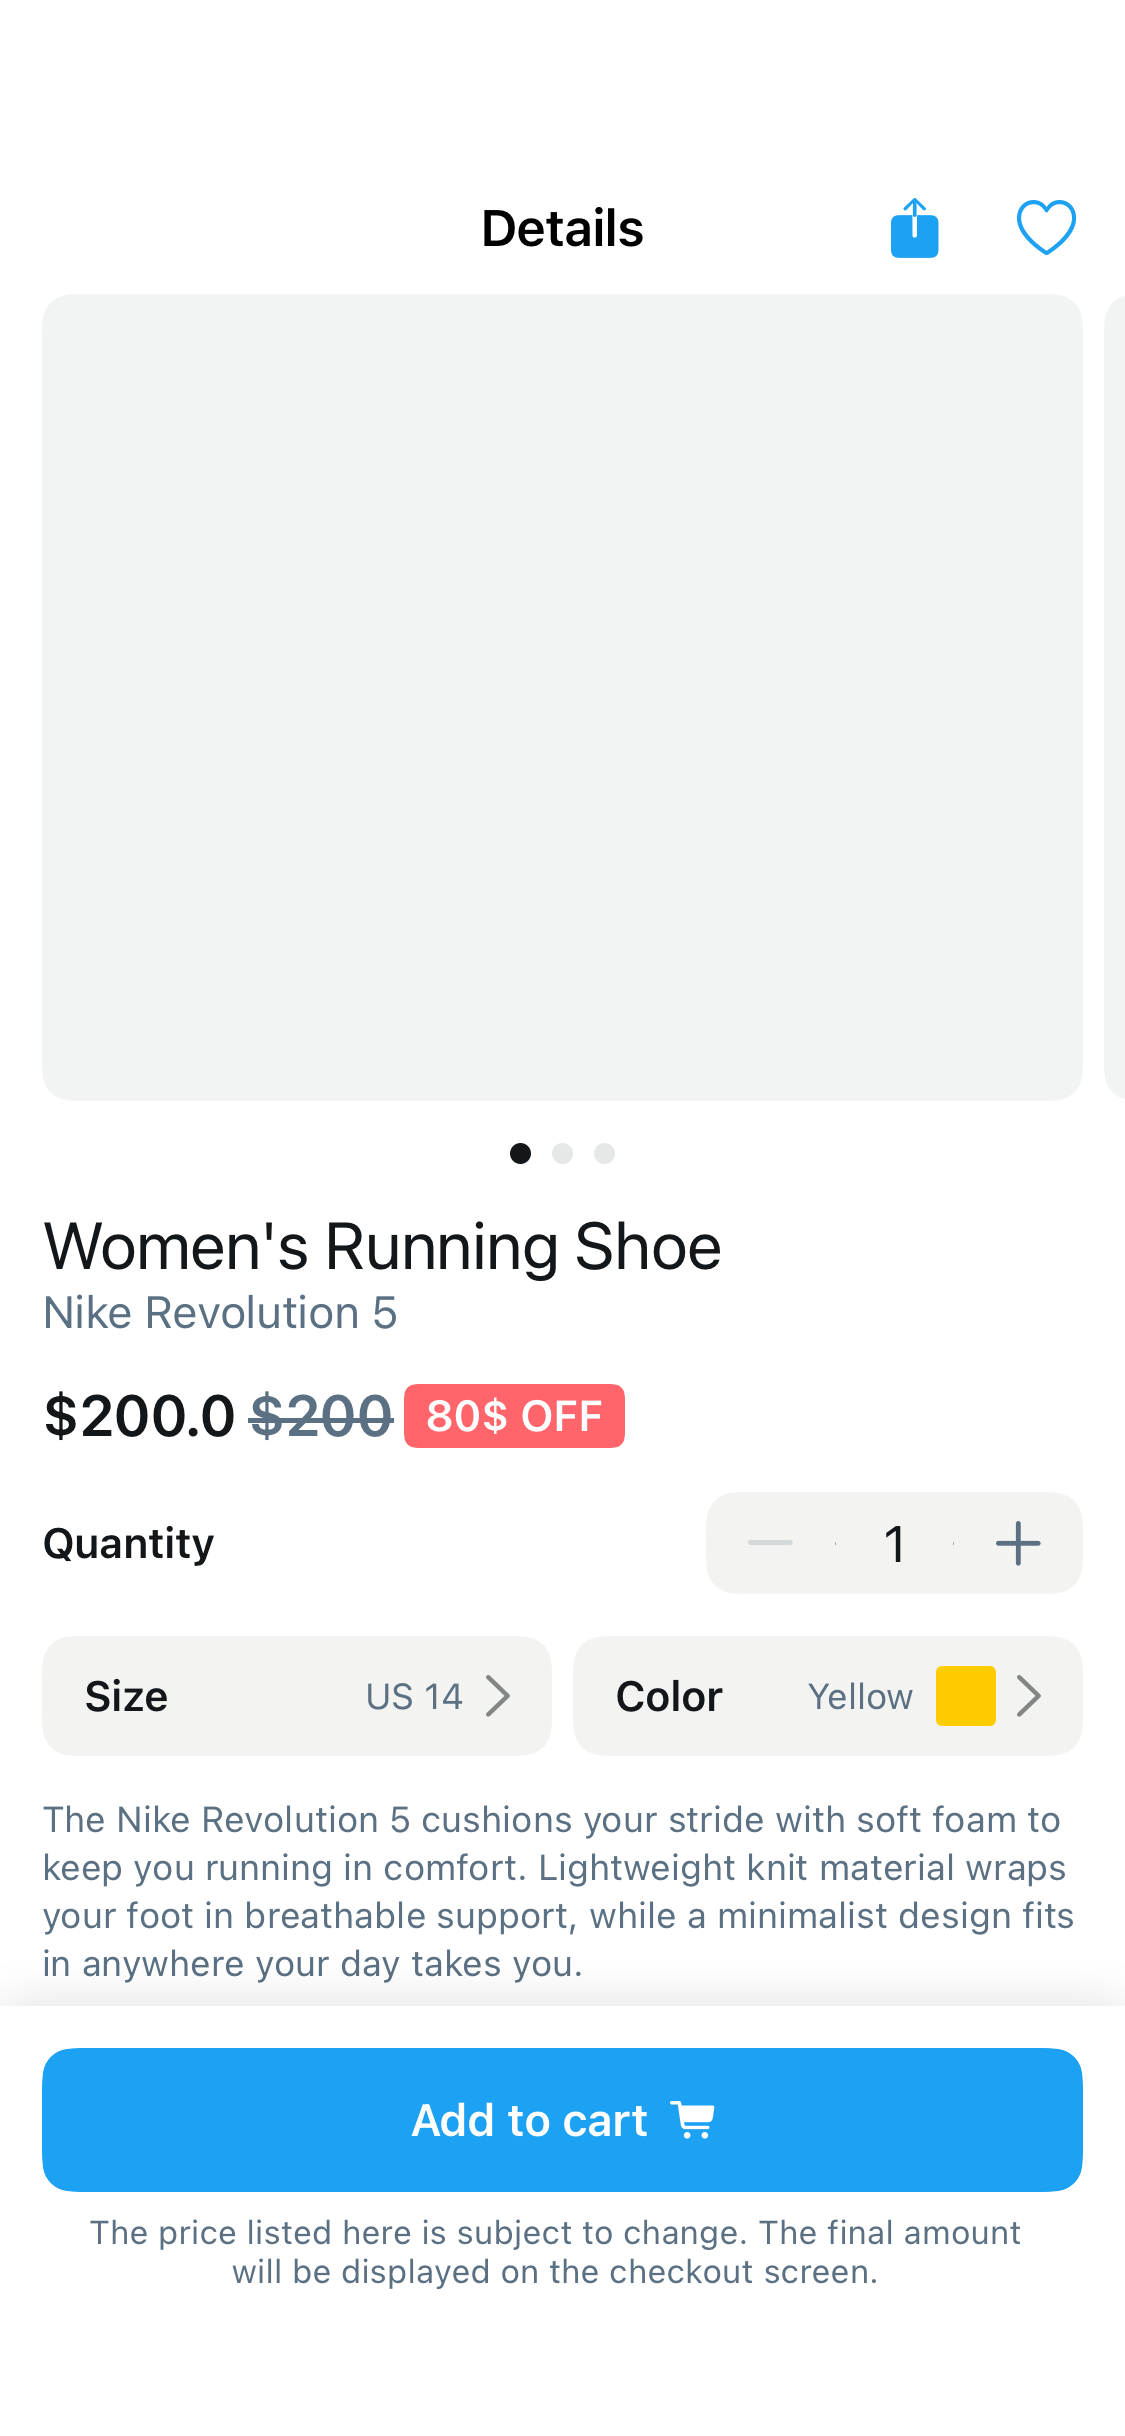 Details
Women's Running Shoe
Nike Revolution 5
$200.0 $200 80$ OFF
Quantity 1
Size US 14 Color Yellow
The Nike Revolution 5 cushions your stride with soft foam to
keep you running in comfort. Lightweight knit material wraps
your foot in breathable support, while a minimalist design fits
in anywhere your day takes you.
Add to cart
The price listed here is subject to change. The final amount
will be displayed on the checkout screen.